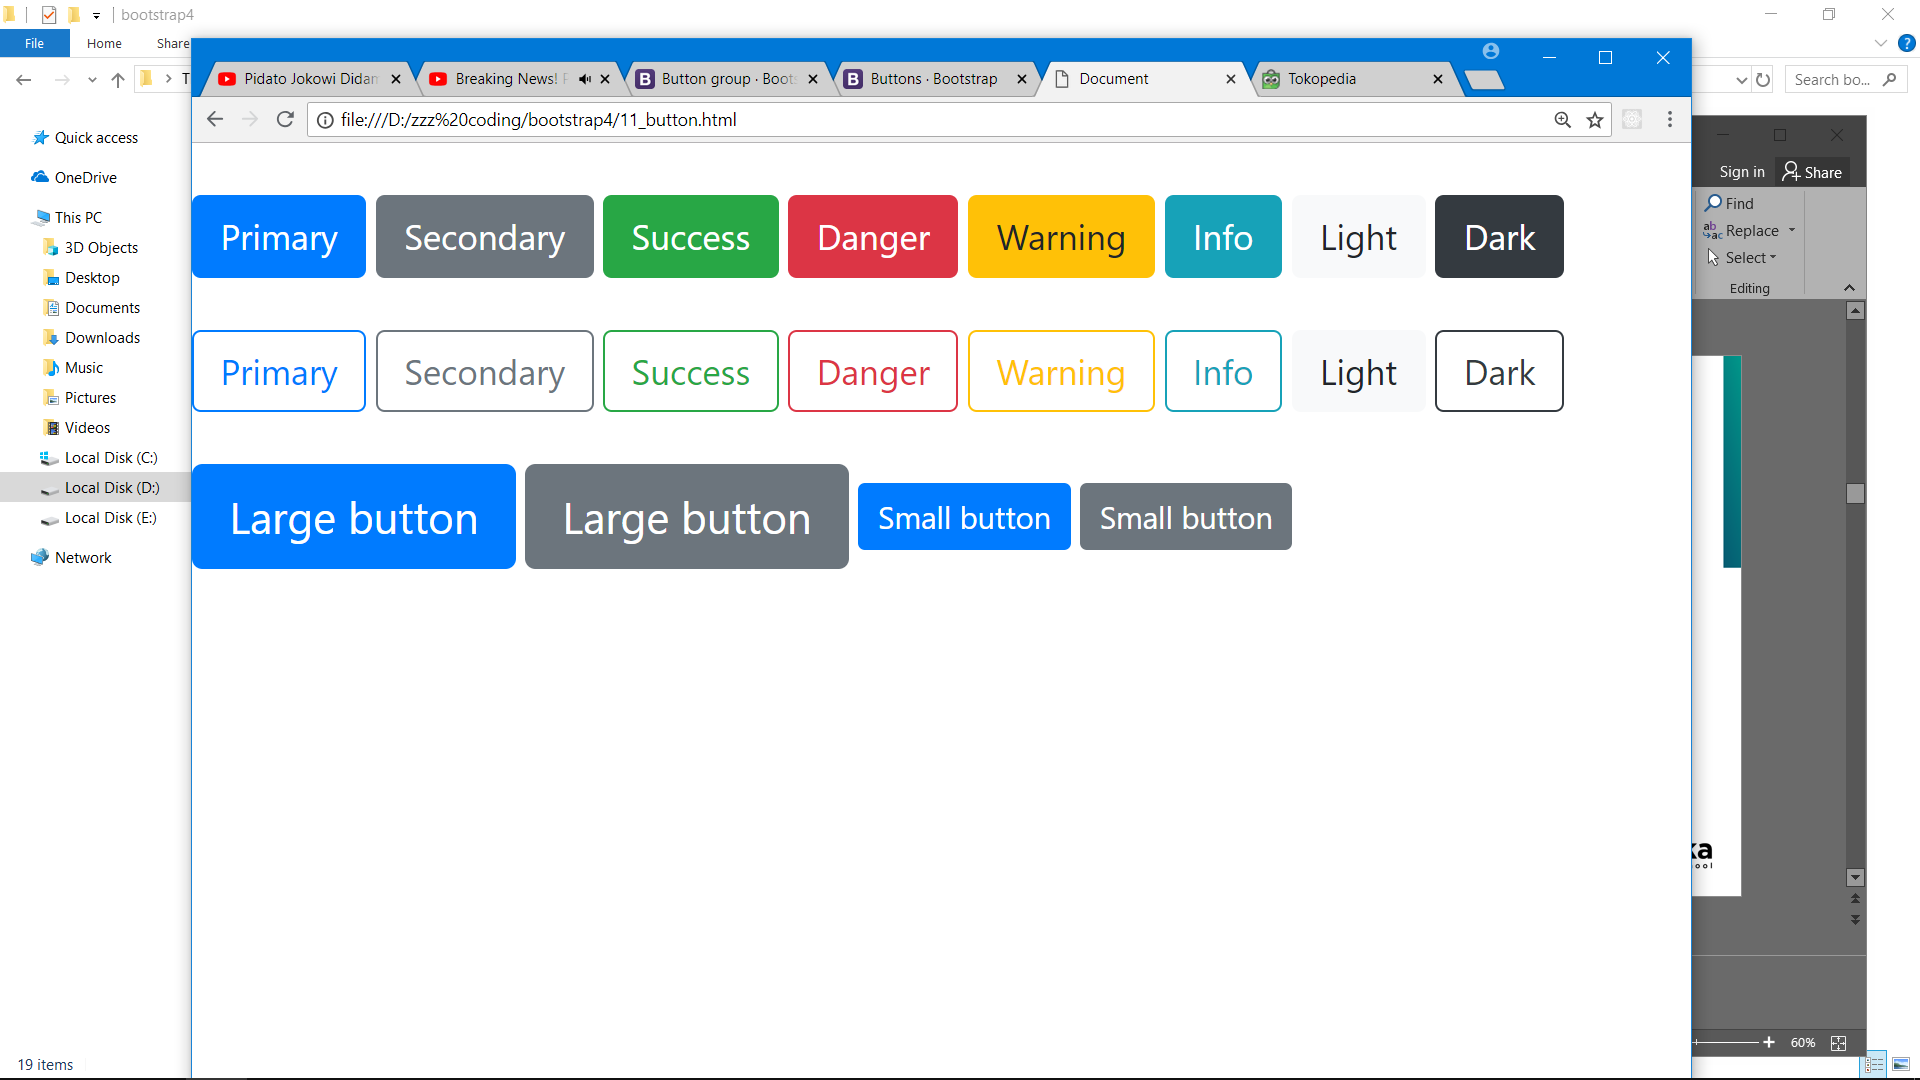 bootstrap4
File Home Share
Search bo...
Quick access
OneDrive
This PC
3D Objects
Desktop
Documents
Downloads
Music
Pictures
Videos
Local Disk (C:)
Local Disk (D:)
Local Disk (E:)
Network
19 items
Pidato Jokowi Breaking News! Button group · Boots Buttons · Bootstrap Document Tokopedia
file:///D:/zzz%20coding/bootstrap4/11_button.html
Primary Secondary Success Danger Warning Info Light Dark
Primary Secondary Success Danger Warning Info Light Dark
Large button Large button Small button Small button
Sign in Share
Find
Replace
Select
Editing
60%